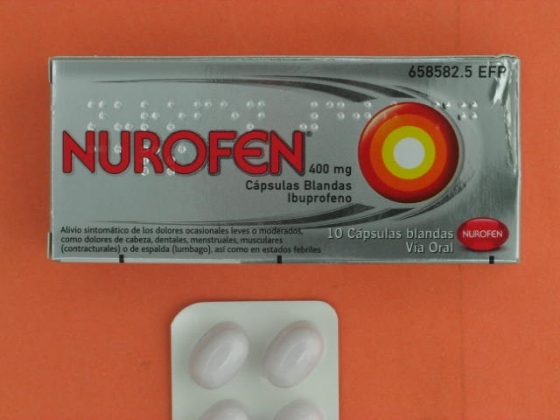 658582.5 EFP
NUROFEN®
400 mg
Cápsulas Blandas
Ibuprofeno
Alivio sintomático de los dolores ocasionales leves o moderados,
como dolores de cabeza, dentales, menstruales, musculares
(contracturales) o de espalda (lumbago), así como en estados febriles
10 Cápsulas blandas
Vía Oral
NUROFEN